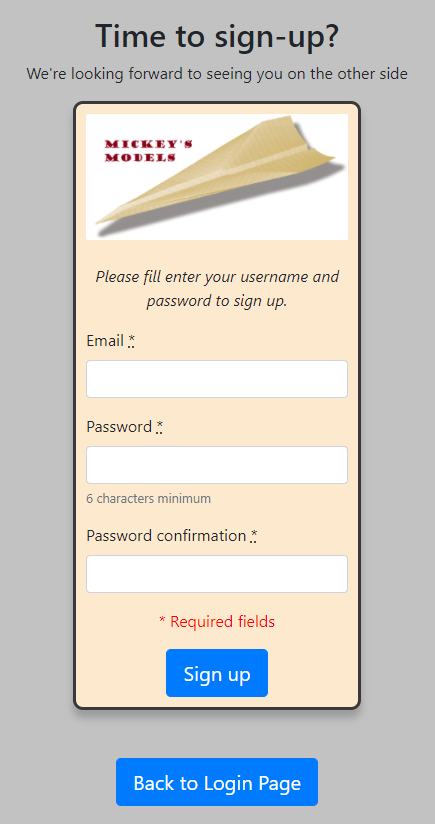 Time to sign-up?
We're looking forward to seeing you on the other side
MICKEY'S
MODELS
Please fill enter your username and
password to sign up.
Email *
Password *
6 characters minimum
Password confirmation *
* Required fields
Sign up
Back to Login Page